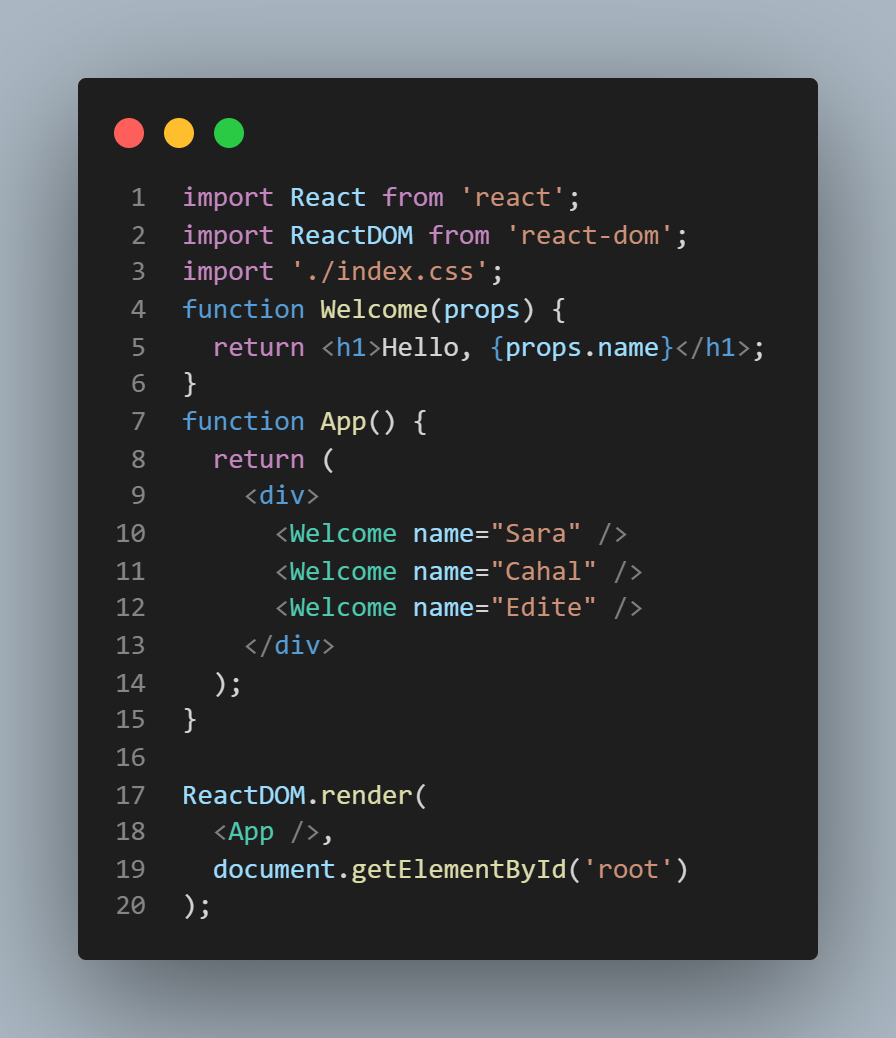 1 import React from 'react';
2 import ReactDOM from 'react-dom';
3 import './index.css';
4 function Welcome(props) {
5   return <h1>Hello, {props.name}</h1>;
6 }
7 function App() {
8   return (
9     <div>
10       <Welcome name="Sara" />
11       <Welcome name="Cahal" />
12       <Welcome name="Edite" />
13     </div>
14   );
15 }
16
17 ReactDOM.render(
18   <App />,
19   document.getElementById('root')
20 );